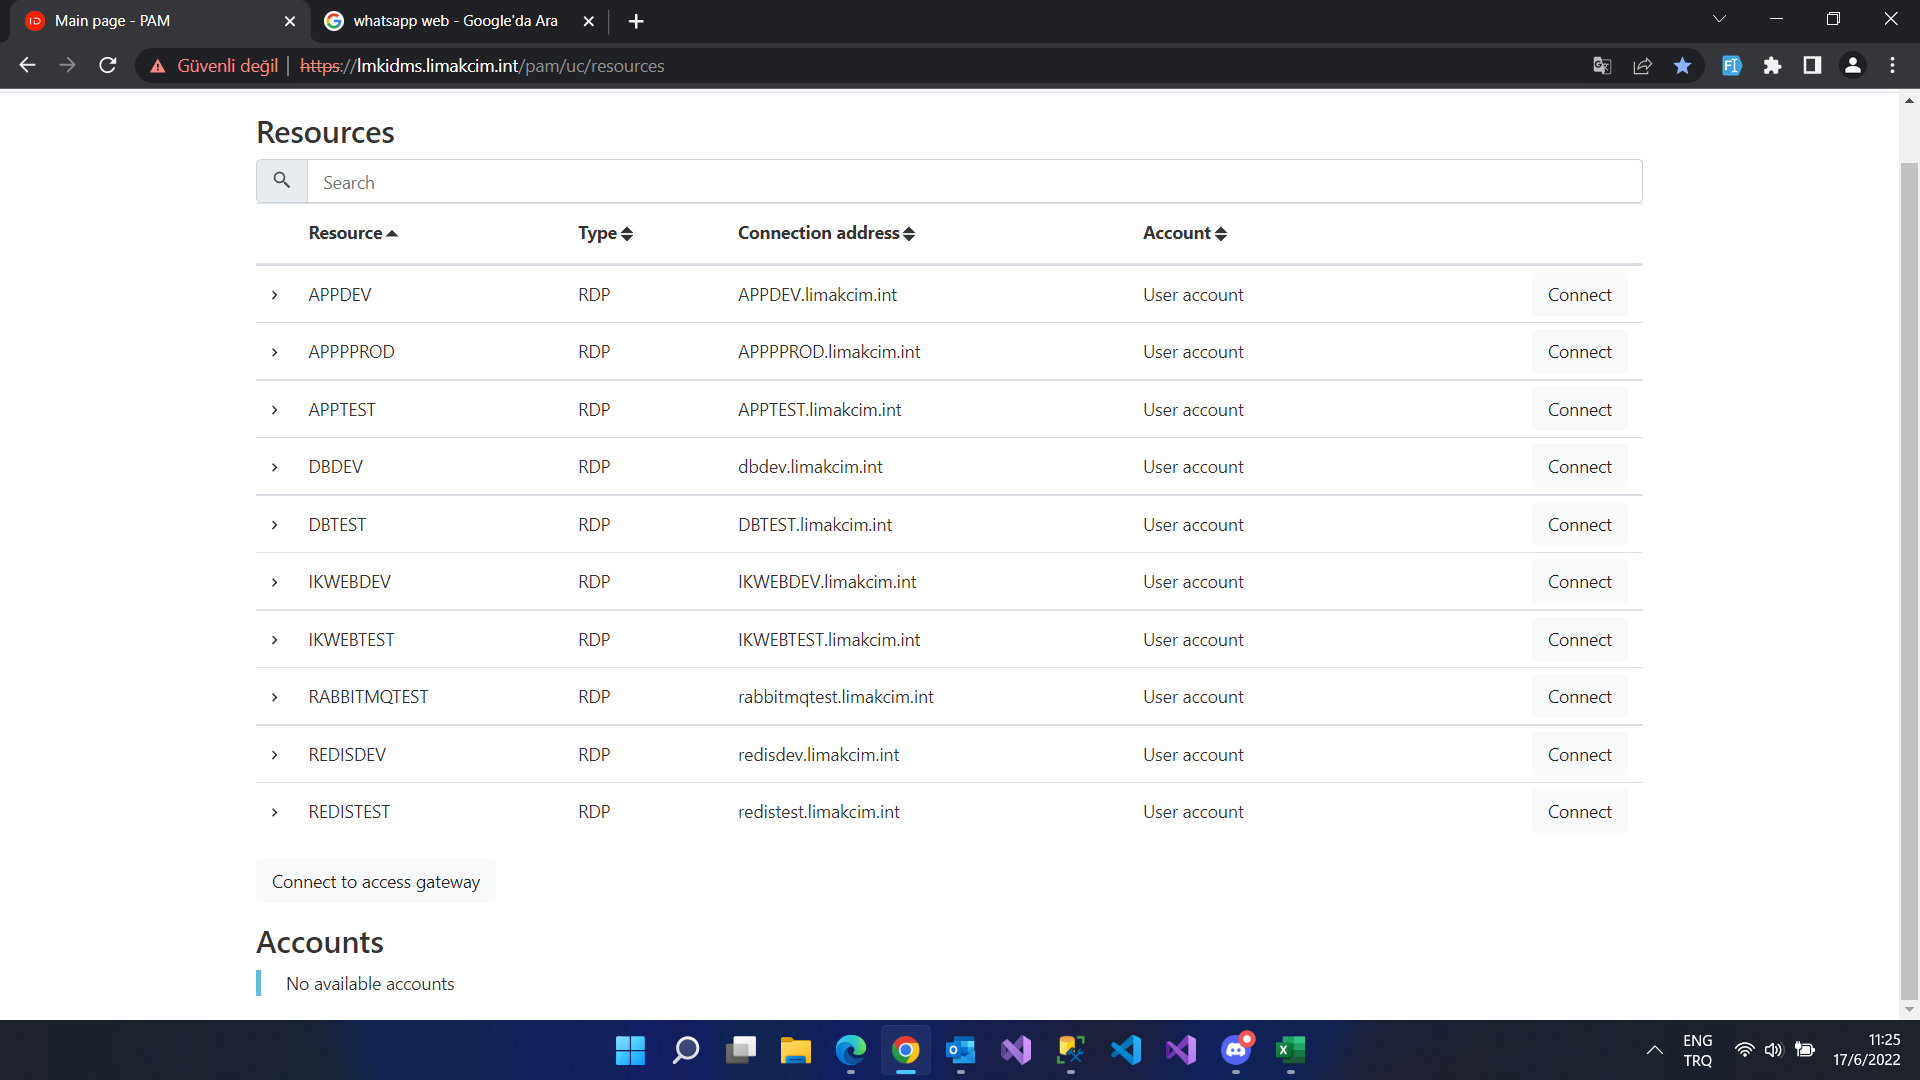 Main page - PAM
whatsapp web - Google'da Ara
Güvenli değil https://lmkidms.limakcim.int/pam/uc/resources
Resources
Search
Resource Type Connection address Account
APPDEV RDP APPDEV.limakcim.int User account Connect
APPPPROD RDP APPPPROD.limakcim.int User account Connect
APPTEST RDP APPTEST.limakcim.int User account Connect
DBDEV RDP dbdev.limakcim.int User account Connect
DBTEST RDP DBTEST.limakcim.int User account Connect
IKWEBDEV RDP IKWEBDEV.limakcim.int User account Connect
IKWEBTEST RDP IKWEBTEST.limakcim.int User account Connect
RABBITMQTEST RDP rabbitmqtest.limakcim.int User account Connect
REDISDEV RDP redisdev.limakcim.int User account Connect
REDISTEST RDP redistest.limakcim.int User account Connect
Connect to access gateway
Accounts
No available accounts
ENG 11:25
TRQ 17/6/2022